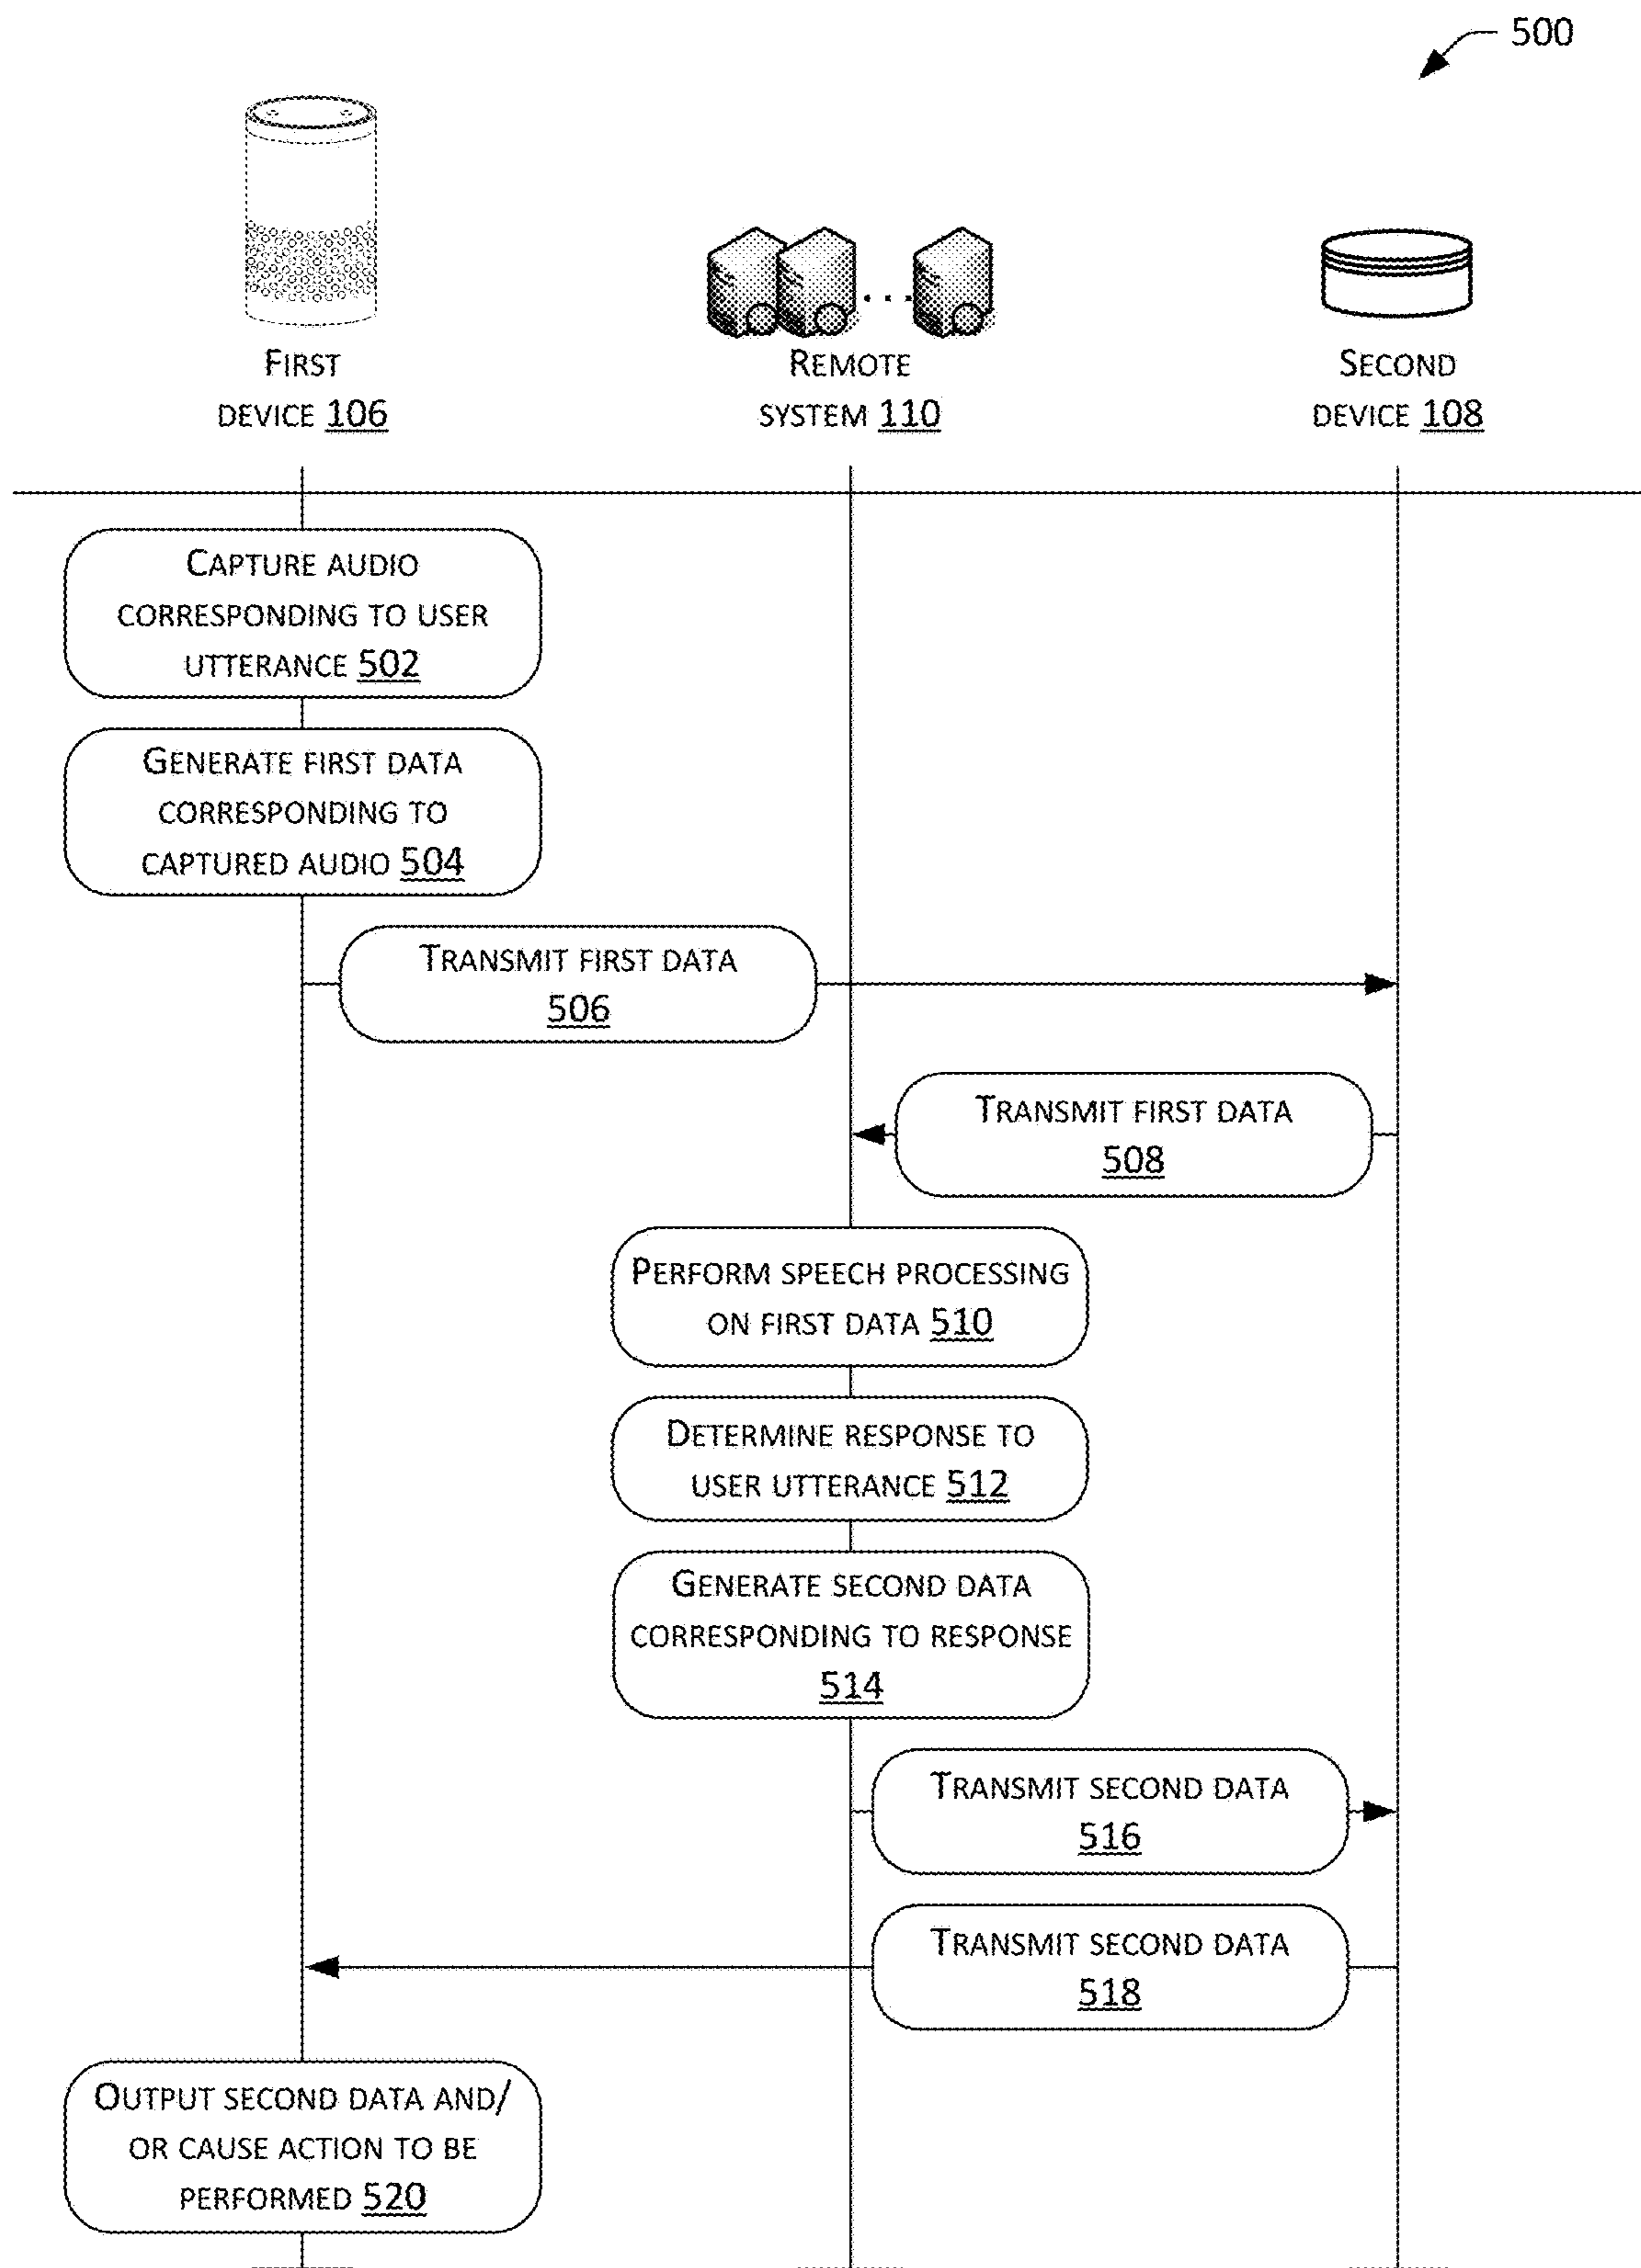 500
FIRST
DEVICE 106
REMOTE
SYSTEM 110
SECOND
DEVICE 108
CAPTURE AUDIO
CORRESPONDING TO USER
UTTERANCE 502
GENERATE FIRST DATA
CORRESPONDING TO
CAPTURED AUDIO 504
TRANSMIT FIRST DATA
506
TRANSMIT FIRST DATA
508
PERFORM SPEECH PROCESSING
ON FIRST DATA 510
DETERMINE RESPONSE TO
USER UTTERANCE 512
GENERATE SECOND DATA
CORRESPONDING TO RESPONSE
514
TRANSMIT SECOND DATA
516
TRANSMIT SECOND DATA
518
OUTPUT SECOND DATA AND/
OR CAUSE ACTION TO BE
PERFORMED 520